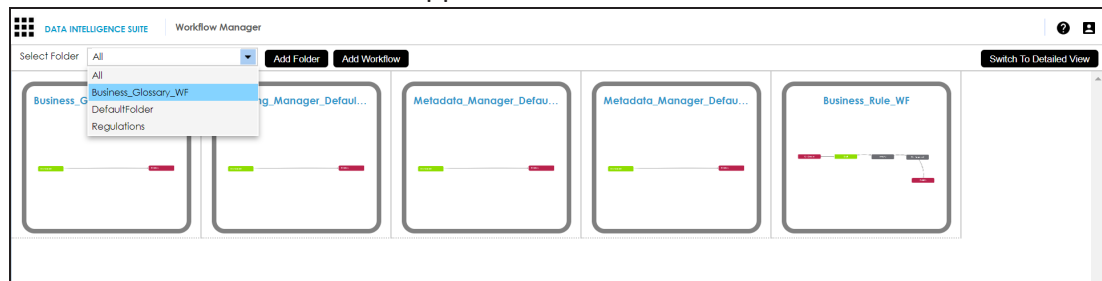 DATA INTELLIGENCE SUITE Workflow Manager
Select Folder All Add Folder Add Workflow Switch To Detailed View
All
Business_Glossary_WF
DefaultFolder
Regulations
Business_G
ng_Manager_Defaul...
Metadata_Manager_Defau...
Metadata_Manager_Defau...
Business_Rule_WF